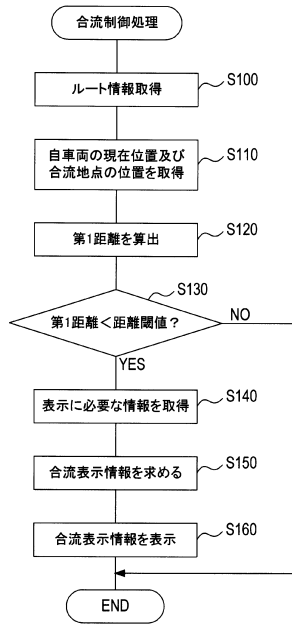 合流制御処理
ルート情報取得
S100
自車両の現在位置及び
合流地点の位置を取得
S110
第1距離を算出
S120
S130
第1距離＜距離閾値？
NO
YES
表示に必要な情報を取得
S140
合流表示情報を求める
S150
合流表示情報を表示
S160
END